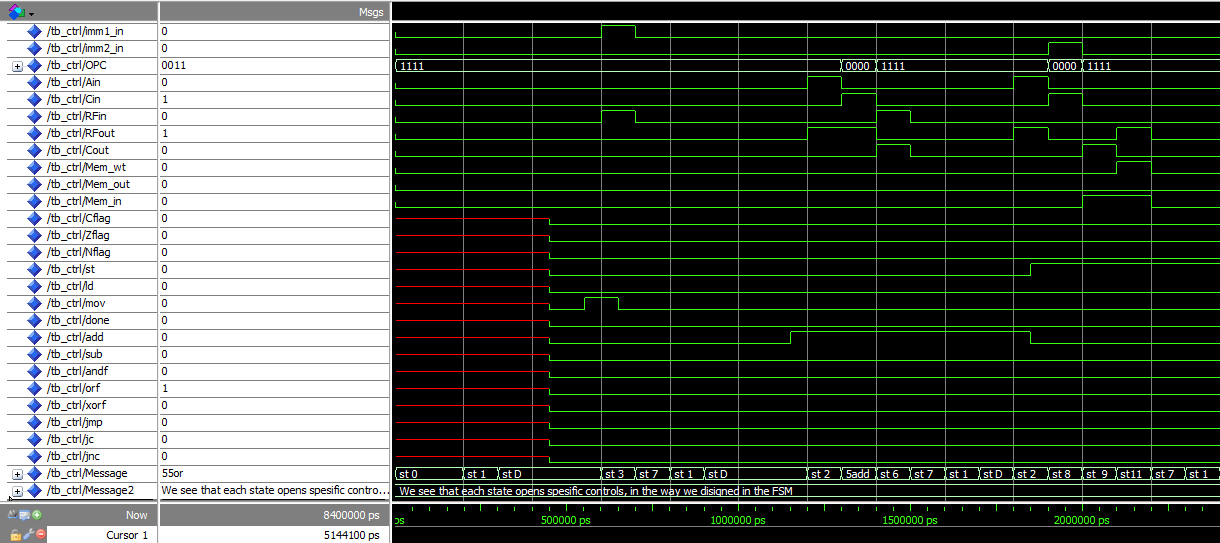 Msgs
/tb_ctrl/imm1_in 0
/tb_ctrl/imm2_in 0
/tb_ctrl/OPC 0011 1111 0000 1111 0000 1111
/tb_ctrl/Ain 0
/tb_ctrl/Cin 1
/tb_ctrl/RFin 0
/tb_ctrl/RFout 1
/tb_ctrl/Cout 0
/tb_ctrl/Mem_wt 0
/tb_ctrl/Mem_out 0
/tb_ctrl/Mem_in 0
/tb_ctrl/Cflag 0
/tb_ctrl/Zflag 0
/tb_ctrl/Nflag 0
/tb_ctrl/st 0
/tb_ctrl/ld 0
/tb_ctrl/mov 0
/tb_ctrl/done 0
/tb_ctrl/add 0
/tb_ctrl/sub 0
/tb_ctrl/andf 0
/tb_ctrl/orf 1
/tb_ctrl/xorf 0
/tb_ctrl/jmp 0
/tb_ctrl/jc 0
/tb_ctrl/jnc 0
/tb_ctrl/Message 55or st 0 st 1 st D st 3 st 7 st 1 st D st 2 5add st 6 st 7 st 1 st D st 2 st 8 st 9 st11 st 7 st 1
/tb_ctrl/Message2 We see that each state opens spesific contro... We see that each state opens spesific controls, in the way we disigned in the FSM
Now 8400000 ps ps 500000 ps 1000000 ps 1500000 ps 2000000 ps
Cursor 1 5144100 ps